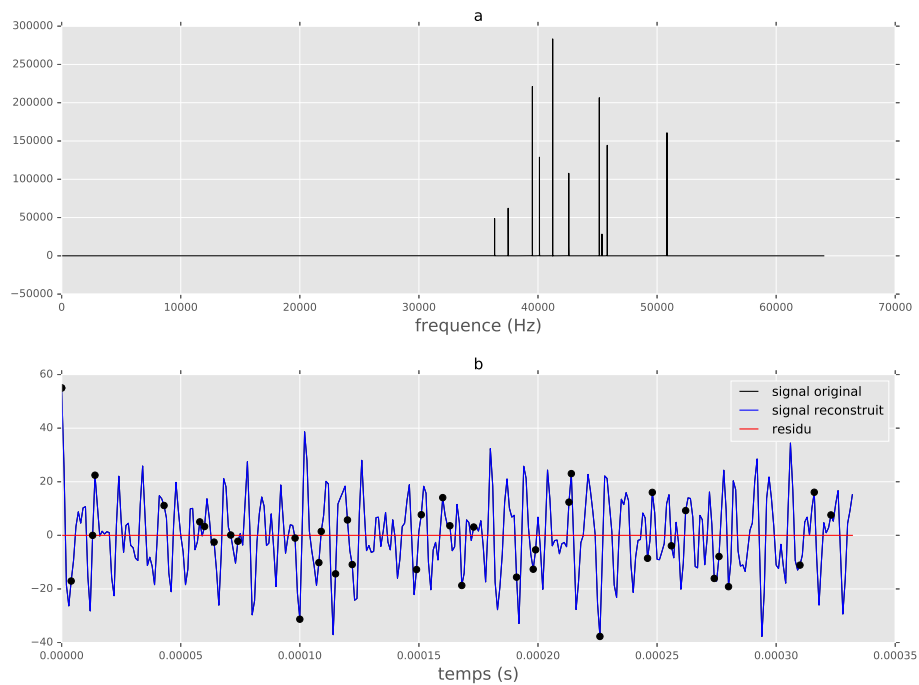 a
300000
250000
200000
150000
100000
50000
0
−50000
0 10000 20000 30000 40000 50000 60000 70000
frequence (Hz)
b
60
40
20
0
−20
−40
signal original
signal reconstruit
residu
0.00000 0.00005 0.00010 0.00015 0.00020 0.00025 0.00030 0.00035
temps (s)